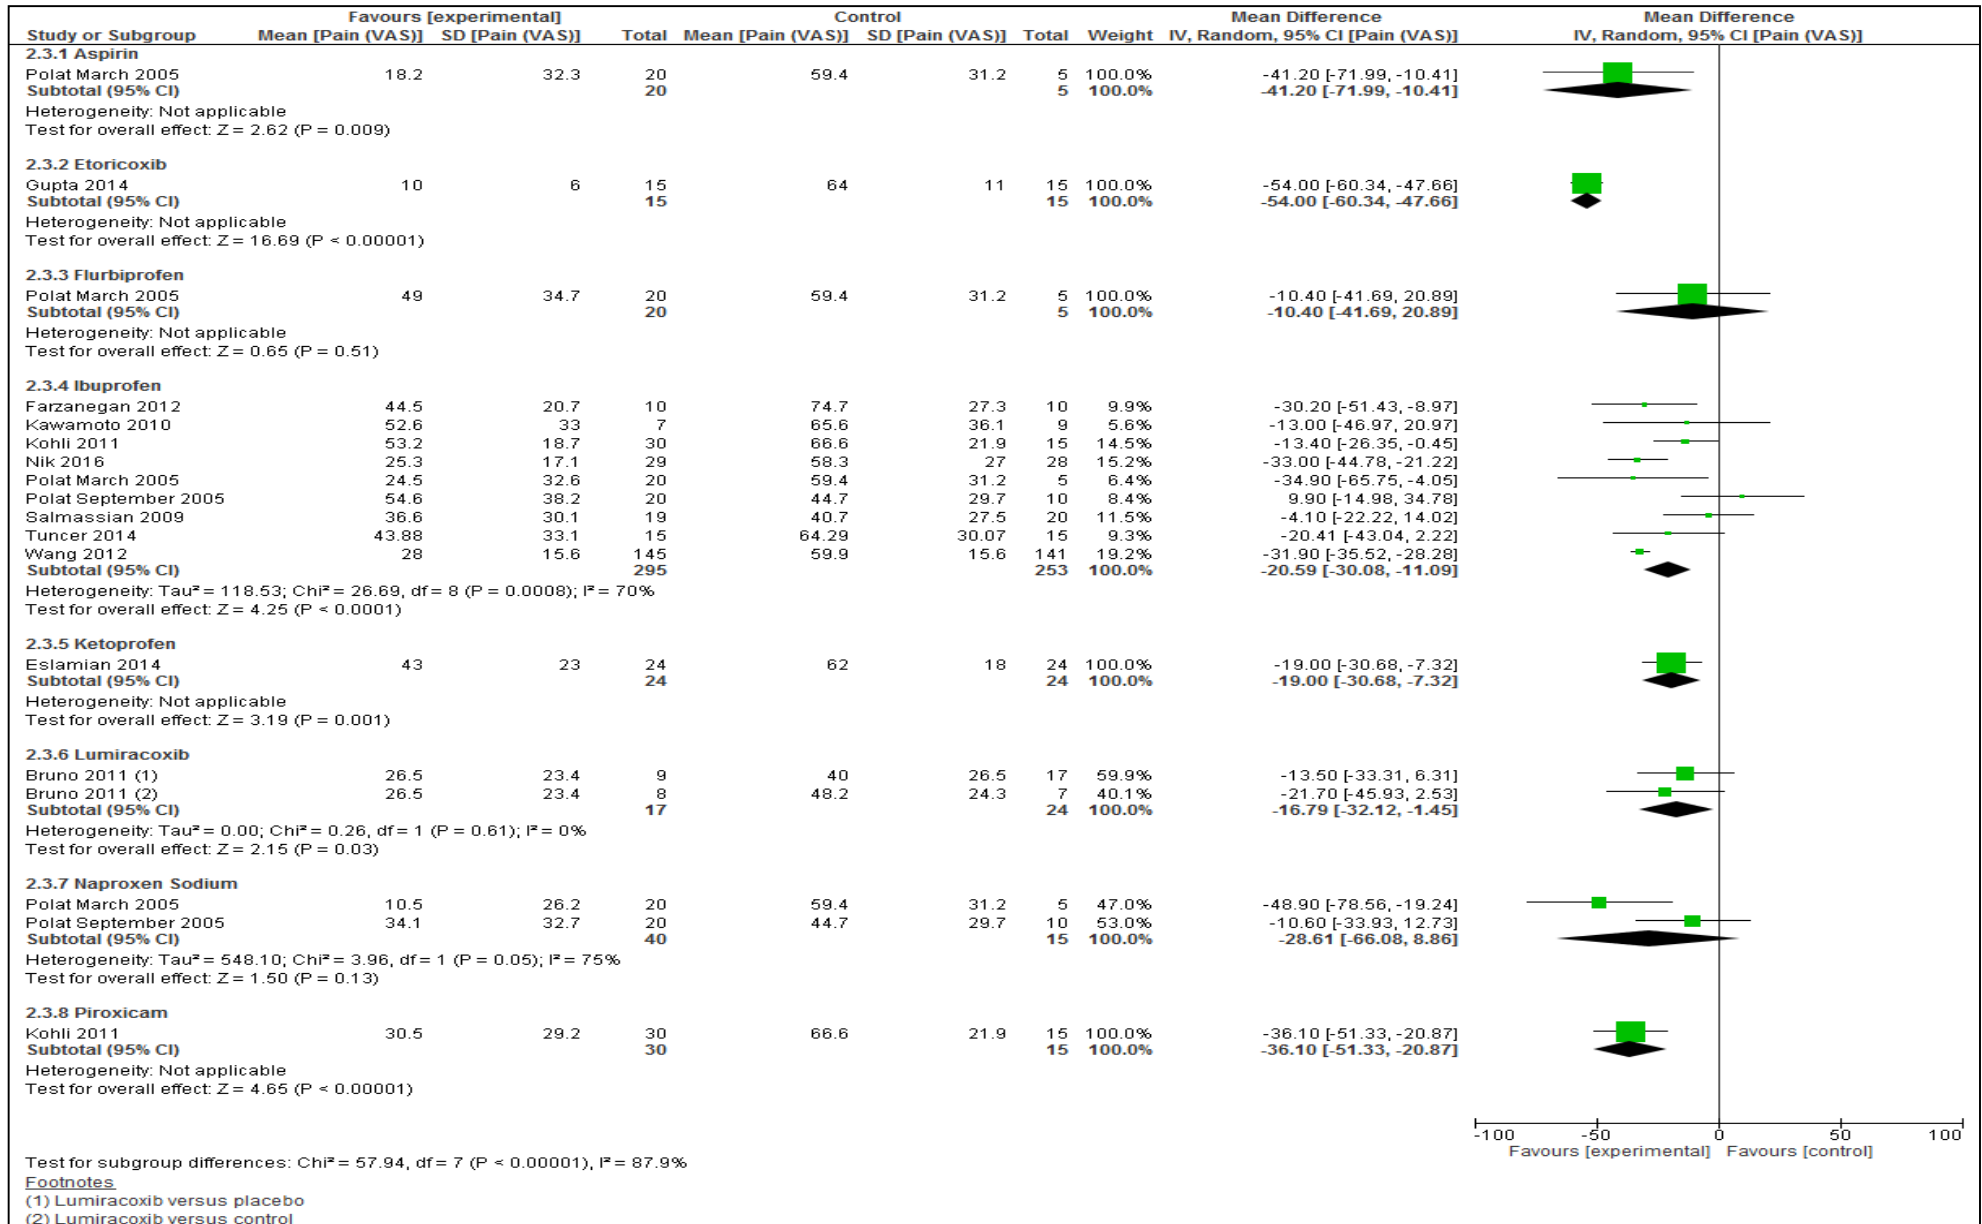 Favours [experimental] Control Mean Difference Mean Difference
Study or Subgroup Mean [Pain (VAS)] SD [Pain (VAS)] Total Mean [Pain (VAS)] SD [Pain (VAS)] Total Weight IV, Random, 95% CI [Pain (VAS)] IV, Random, 95% CI [Pain (VAS)]
2.3.1 Aspirin
Polat March 2005 18.2 32.3 20 59.4 31.2 5 100.0% -41.20 [-71.99, -10.41]
Subtotal (95% CI) 20 5 100.0% -41.20 [-71.99, -10.41]
Heterogeneity: Not applicable
Test for overall effect: Z = 2.62 (P = 0.009)
2.3.2 Etoricoxib
Gupta 2014 10 6 15 64 11 15 100.0% -54.00 [-60.34, -47.66]
Subtotal (95% CI) 15 15 100.0% -54.00 [-60.34, -47.66]
Heterogeneity: Not applicable
Test for overall effect: Z = 16.69 (P < 0.00001)
2.3.3 Flurbiprofen
Polat March 2005 49 34.7 20 59.4 31.2 5 100.0% -10.40 [-41.69, 20.89]
Subtotal (95% CI) 20 5 100.0% -10.40 [-41.69, 20.89]
Heterogeneity: Not applicable
Test for overall effect: Z = 0.65 (P = 0.51)
2.3.4 Ibuprofen
Farzanegan 2012 44.5 20.7 10 74.7 27.3 10 9.9% -30.20 [-51.43, -8.97]
Kawamoto 2010 52.6 33 7 65.6 36.1 9 5.6% -13.00 [-46.97, 20.97]
Kohli 2011 53.2 18.7 30 66.6 21.9 15 14.5% -13.40 [-26.35, -0.45]
Nik 2016 25.3 17.1 29 58.3 27 28 15.2% -33.00 [-44.78, -21.22]
Polat March 2005 24.5 32.6 20 59.4 31.2 5 6.4% -34.90 [-65.75, -4.05]
Polat September 2005 54.6 38.2 20 44.7 29.7 10 8.4% 9.90 [-14.98, 34.78]
Salmassian 2009 36.6 30.1 19 40.7 27.5 20 11.5% -4.10 [-22.22, 14.02]
Tuncer 2014 43.88 33.1 15 64.29 30.07 15 9.3% -20.41 [-43.04, 2.22]
Wang 2012 28 15.6 145 59.9 15.6 141 19.2% -31.90 [-35.52, -28.28]
Subtotal (95% CI) 295 253 100.0% -20.59 [-30.08, -11.09]
Heterogeneity: Tau² = 118.53; Chi² = 26.69, df = 8 (P = 0.0008); I² = 70%
Test for overall effect: Z = 4.25 (P < 0.0001)
2.3.5 Ketoprofen
Eslamian 2014 43 23 24 62 18 24 100.0% -19.00 [-30.68, -7.32]
Subtotal (95% CI) 24 24 100.0% -19.00 [-30.68, -7.32]
Heterogeneity: Not applicable
Test for overall effect: Z = 3.19 (P = 0.001)
2.3.6 Lumiracoxib
Bruno 2011 (1) 26.5 23.4 9 40 26.5 17 59.9% -13.50 [-33.31, 6.31]
Bruno 2011 (2) 26.5 23.4 8 48.2 24.3 7 40.1% -21.70 [-45.93, 2.53]
Subtotal (95% CI) 17 24 100.0% -16.79 [-32.12, -1.45]
Heterogeneity: Tau² = 0.00; Chi² = 0.26, df = 1 (P = 0.61); I² = 0%
Test for overall effect: Z = 2.15 (P = 0.03)
2.3.7 Naproxen Sodium
Polat March 2005 10.5 26.2 20 59.4 31.2 5 47.0% -48.90 [-78.56, -19.24]
Polat September 2005 34.1 32.7 20 44.7 29.7 10 53.0% -10.60 [-33.93, 12.73]
Subtotal (95% CI) 40 15 100.0% -28.61 [-66.08, 8.86]
Heterogeneity: Tau² = 548.10; Chi² = 3.96, df = 1 (P = 0.05); I² = 75%
Test for overall effect: Z = 1.50 (P = 0.13)
2.3.8 Piroxicam
Kohli 2011 30.5 29.2 30 66.6 21.9 15 100.0% -36.10 [-51.33, -20.87]
Subtotal (95% CI) 30 15 100.0% -36.10 [-51.33, -20.87]
Heterogeneity: Not applicable
Test for overall effect: Z = 4.65 (P < 0.00001)
-100 -50 0 50 100
Favours [experimental] Favours [control]
Test for subgroup differences: Chi² = 57.94, df = 7 (P < 0.00001), I² = 87.9%
Footnotes
(1) Lumiracoxib versus placebo
(2) Lumiracoxib versus control